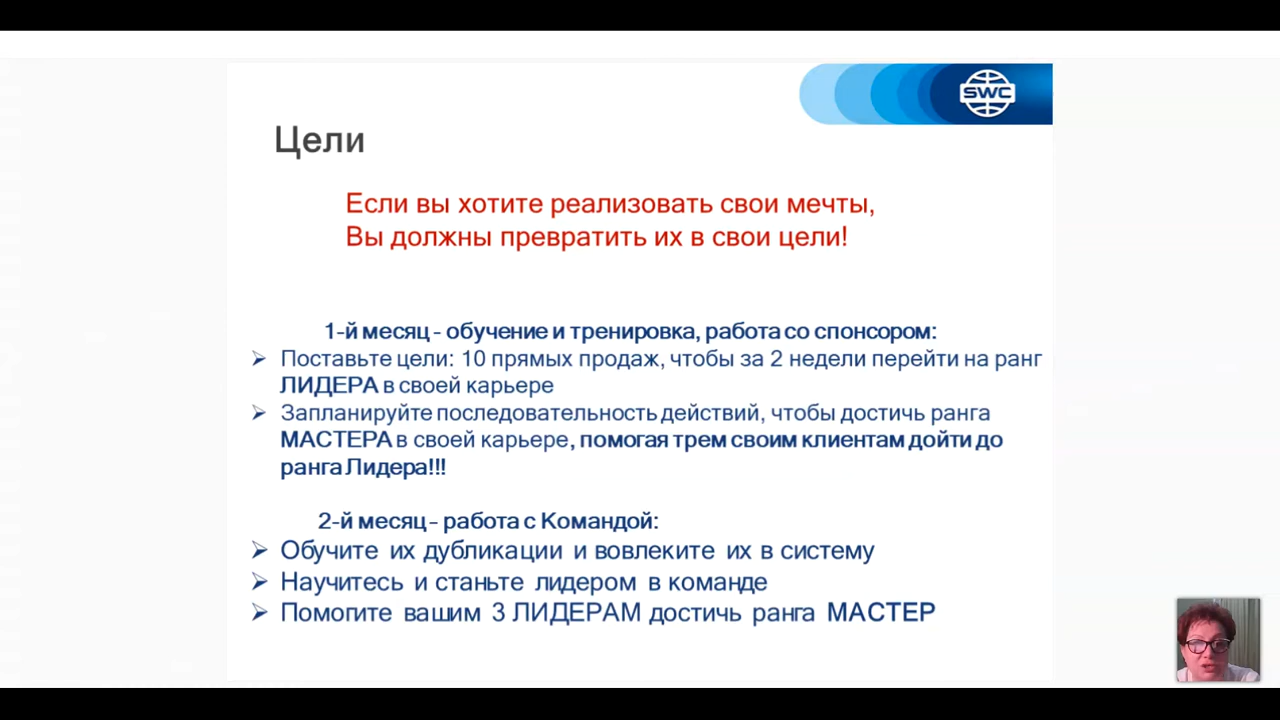 SWC
Цели
Если вы хотите реализовать свои мечты,
Вы должны превратить их в свои цели!
1-й месяц - обучение и тренировка, работа со спонсором:
Поставьте цели: 10 прямых продаж, чтобы за 2 недели перейти на ранг
ЛИДЕРА в своей карьере
Запланируйте последовательность действий, чтобы достичь ранга
МАСТЕРА в своей карьере, помогая трем своим клиентам дойти до
ранга Лидера!!!
2-й месяц - работа с Командой:
Обучите их дубликации и вовлеките их в систему
Научитесь и станьте лидером в команде
Помогите вашим 3 ЛИДЕРАМ достичь ранга МАСТЕР